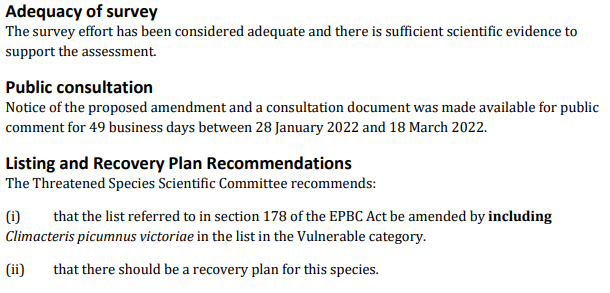 Adequacy of survey
The survey effort has been considered adequate and there is sufficient scientific evidence to
support the assessment.
Public consultation
Notice of the proposed amendment and a consultation document was made available for public
comment for 49 business days between 28 January 2022 and 18 March 2022.
Listing and Recovery Plan Recommendations
The Threatened Species Scientific Committee recommends:
(i) that the list referred to in section 178 of the EPBC Act be amended by including
Climacteris picumnus victoriae in the list in the Vulnerable category.
(ii) that there should be a recovery plan for this species.